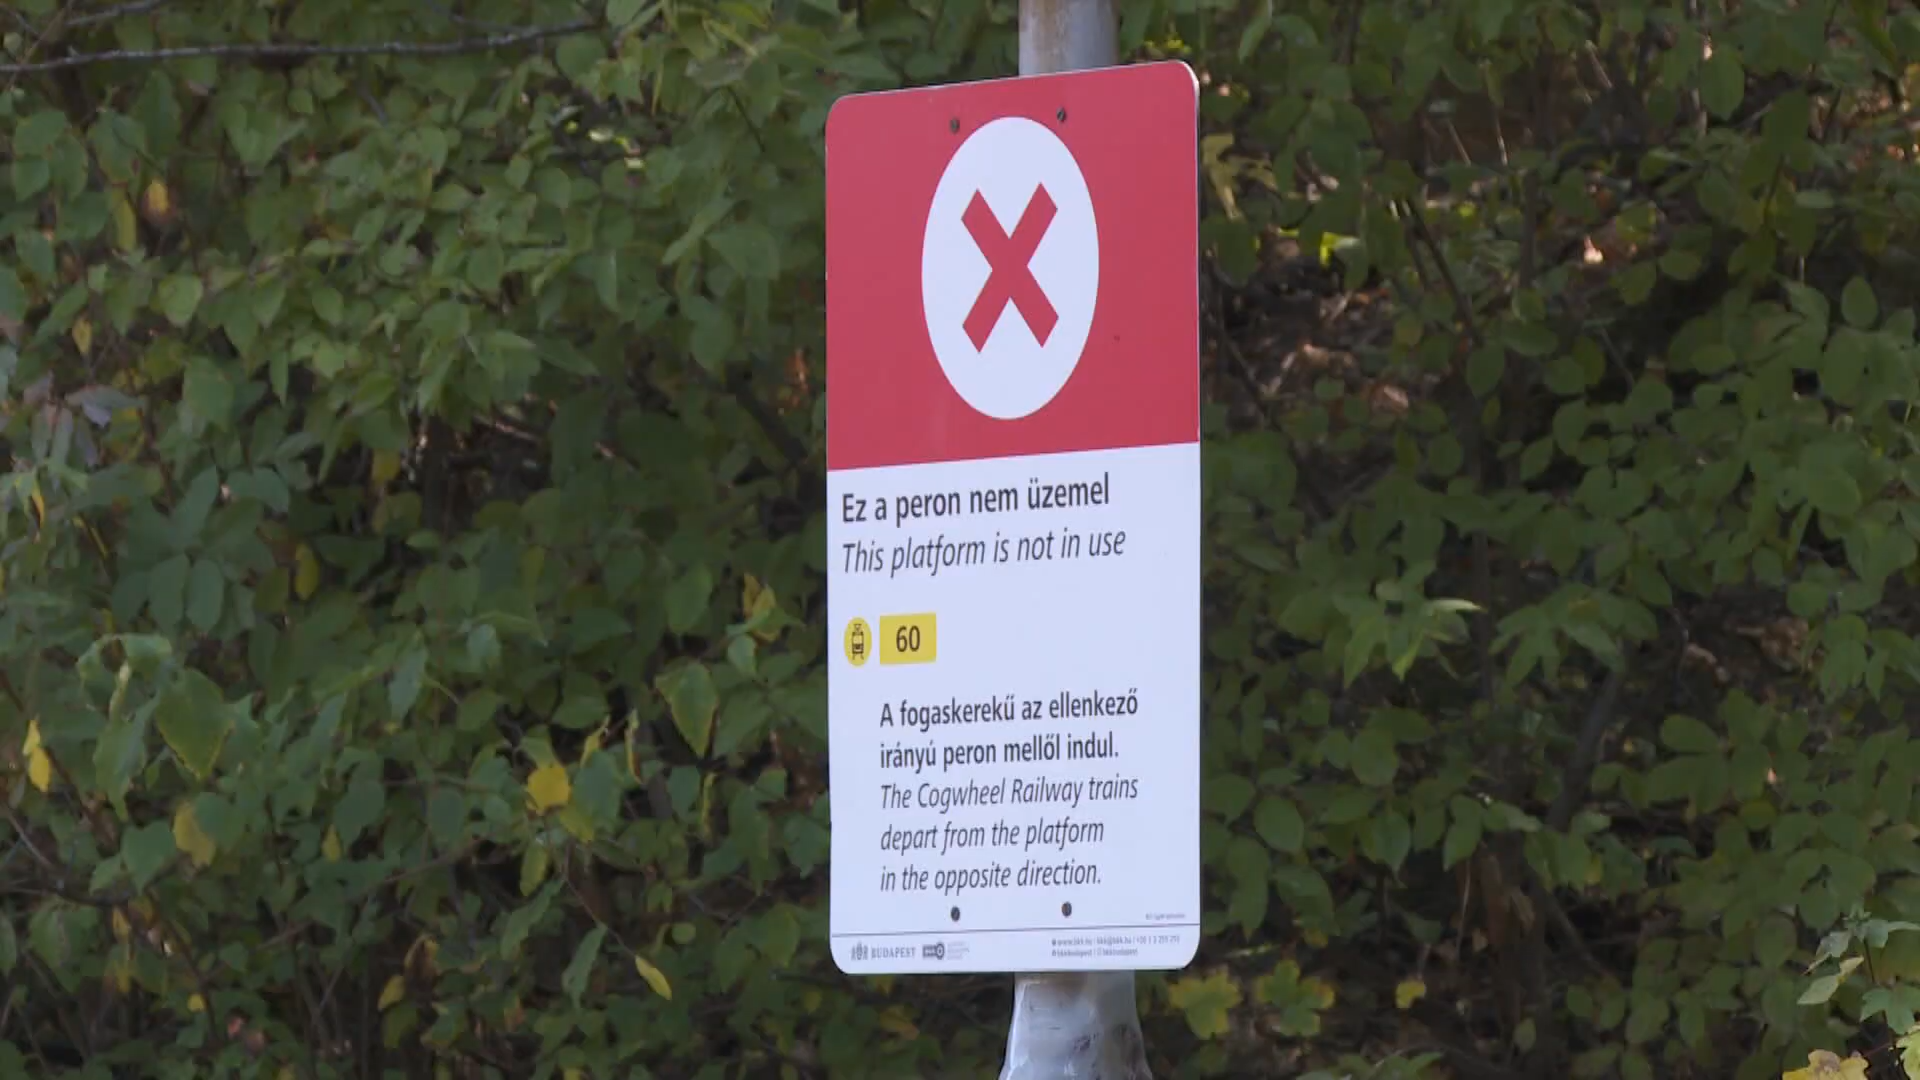 Ez a peron nem üzemel
This platform is not in use
60
A fogaskerekű az ellenkező
irányú peron mellől indul.
The Cogwheel Railway trains
depart from the platform
in the opposite direction.
BUDAPEST